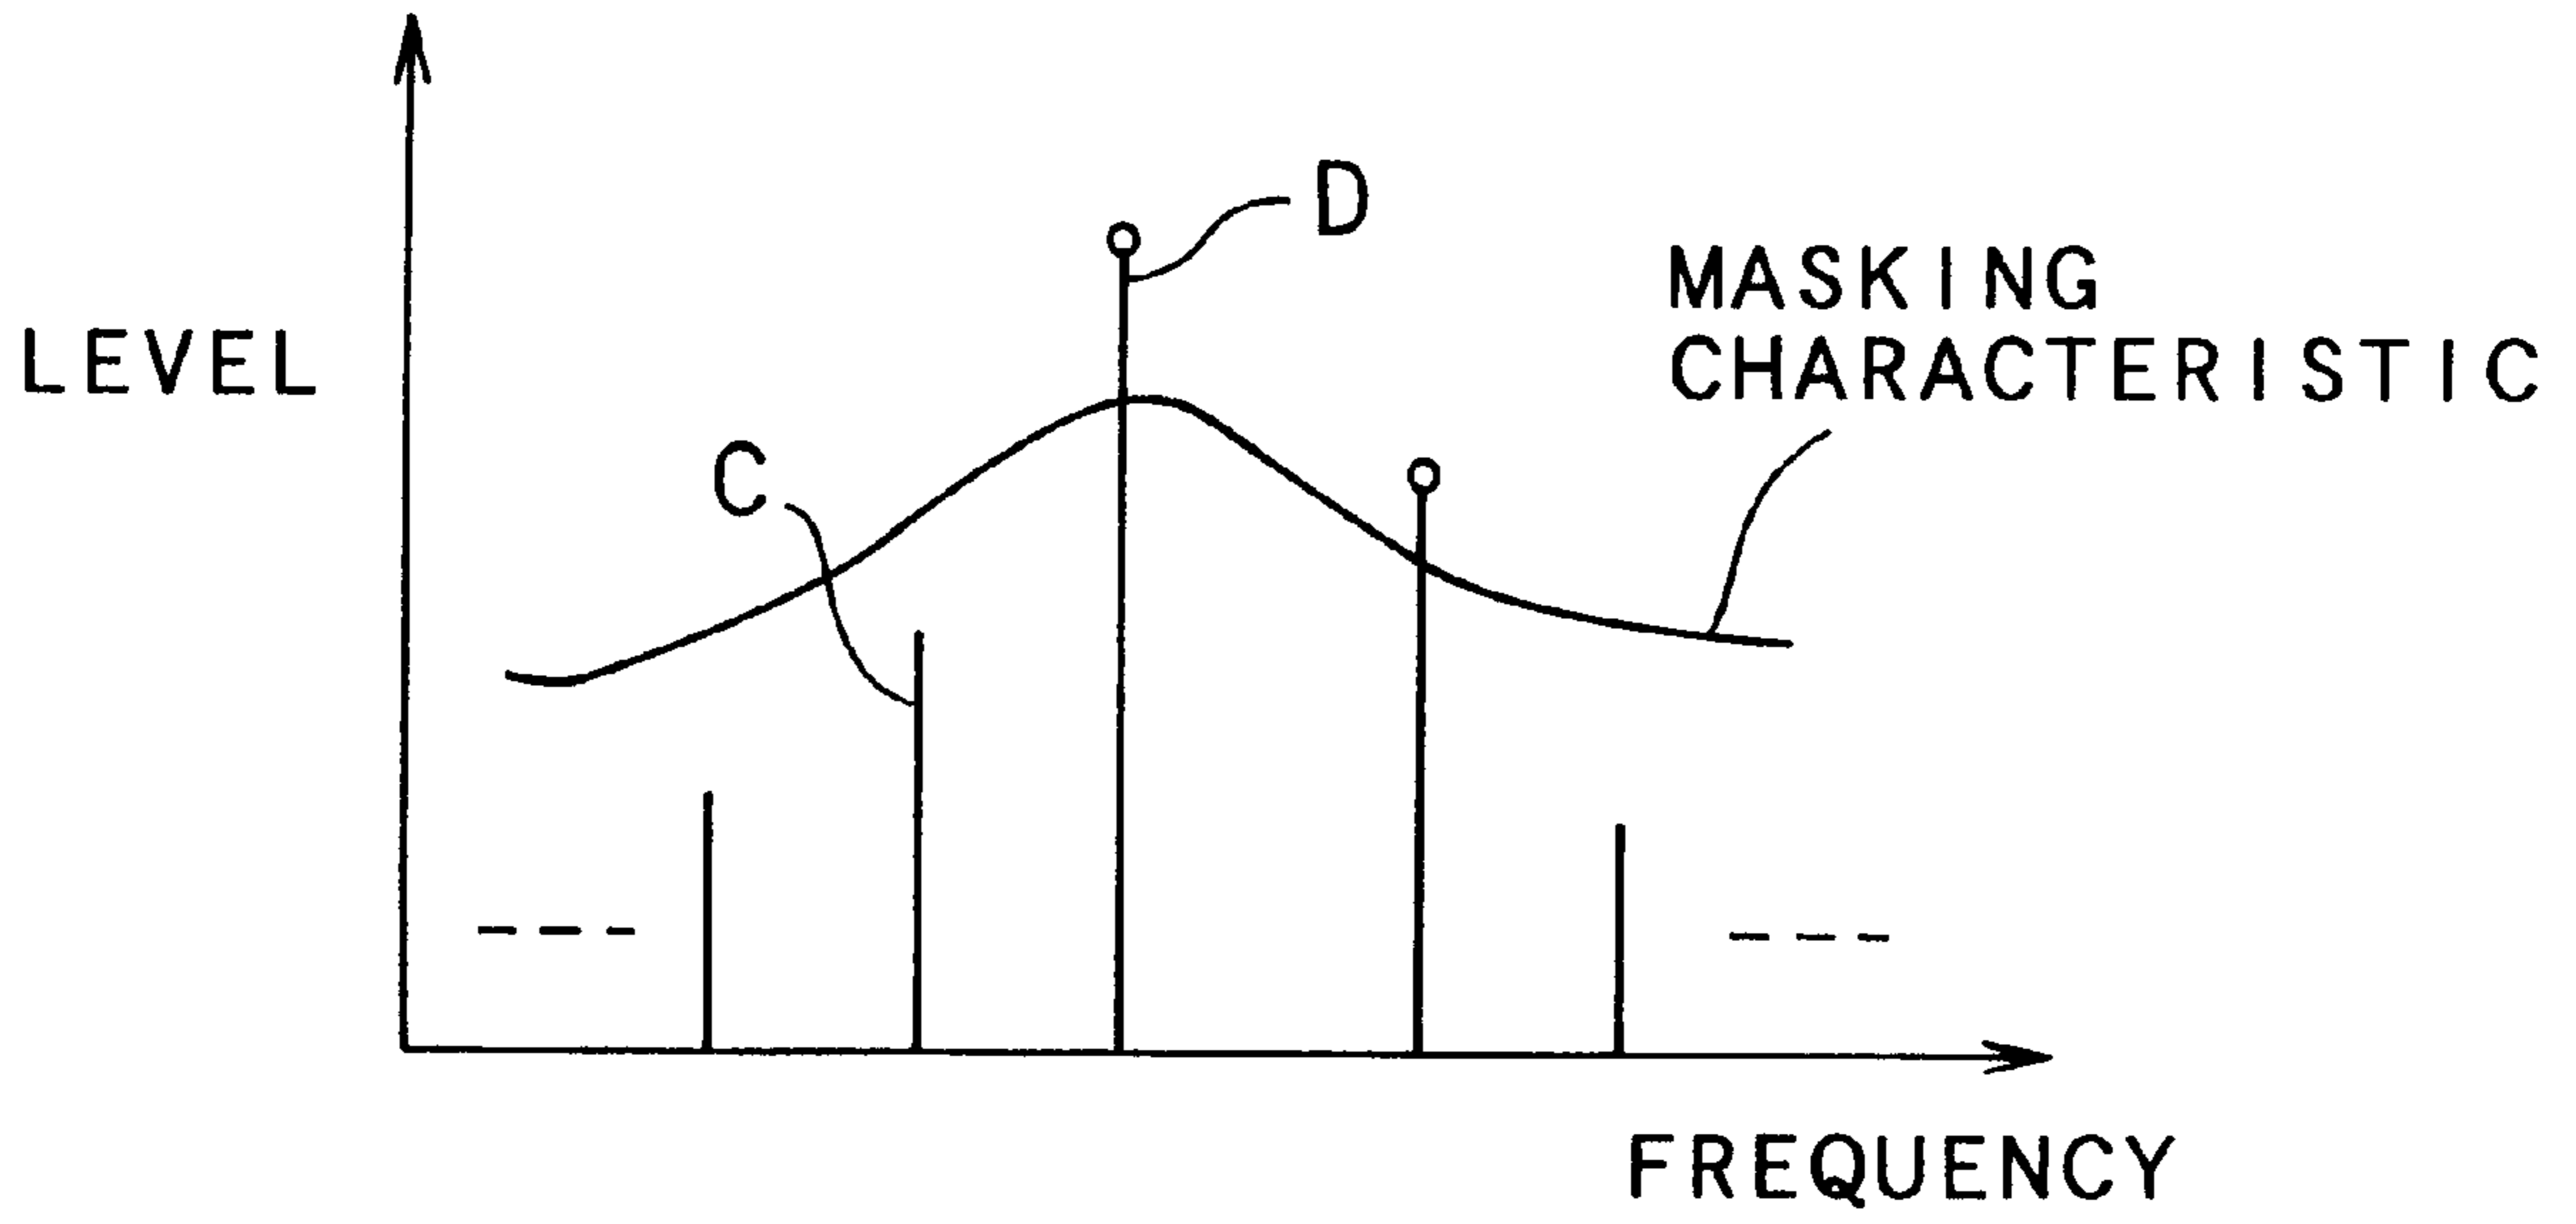 D
MASKING
CHARACTERISTIC
LEVEL
C
FREQUENCY